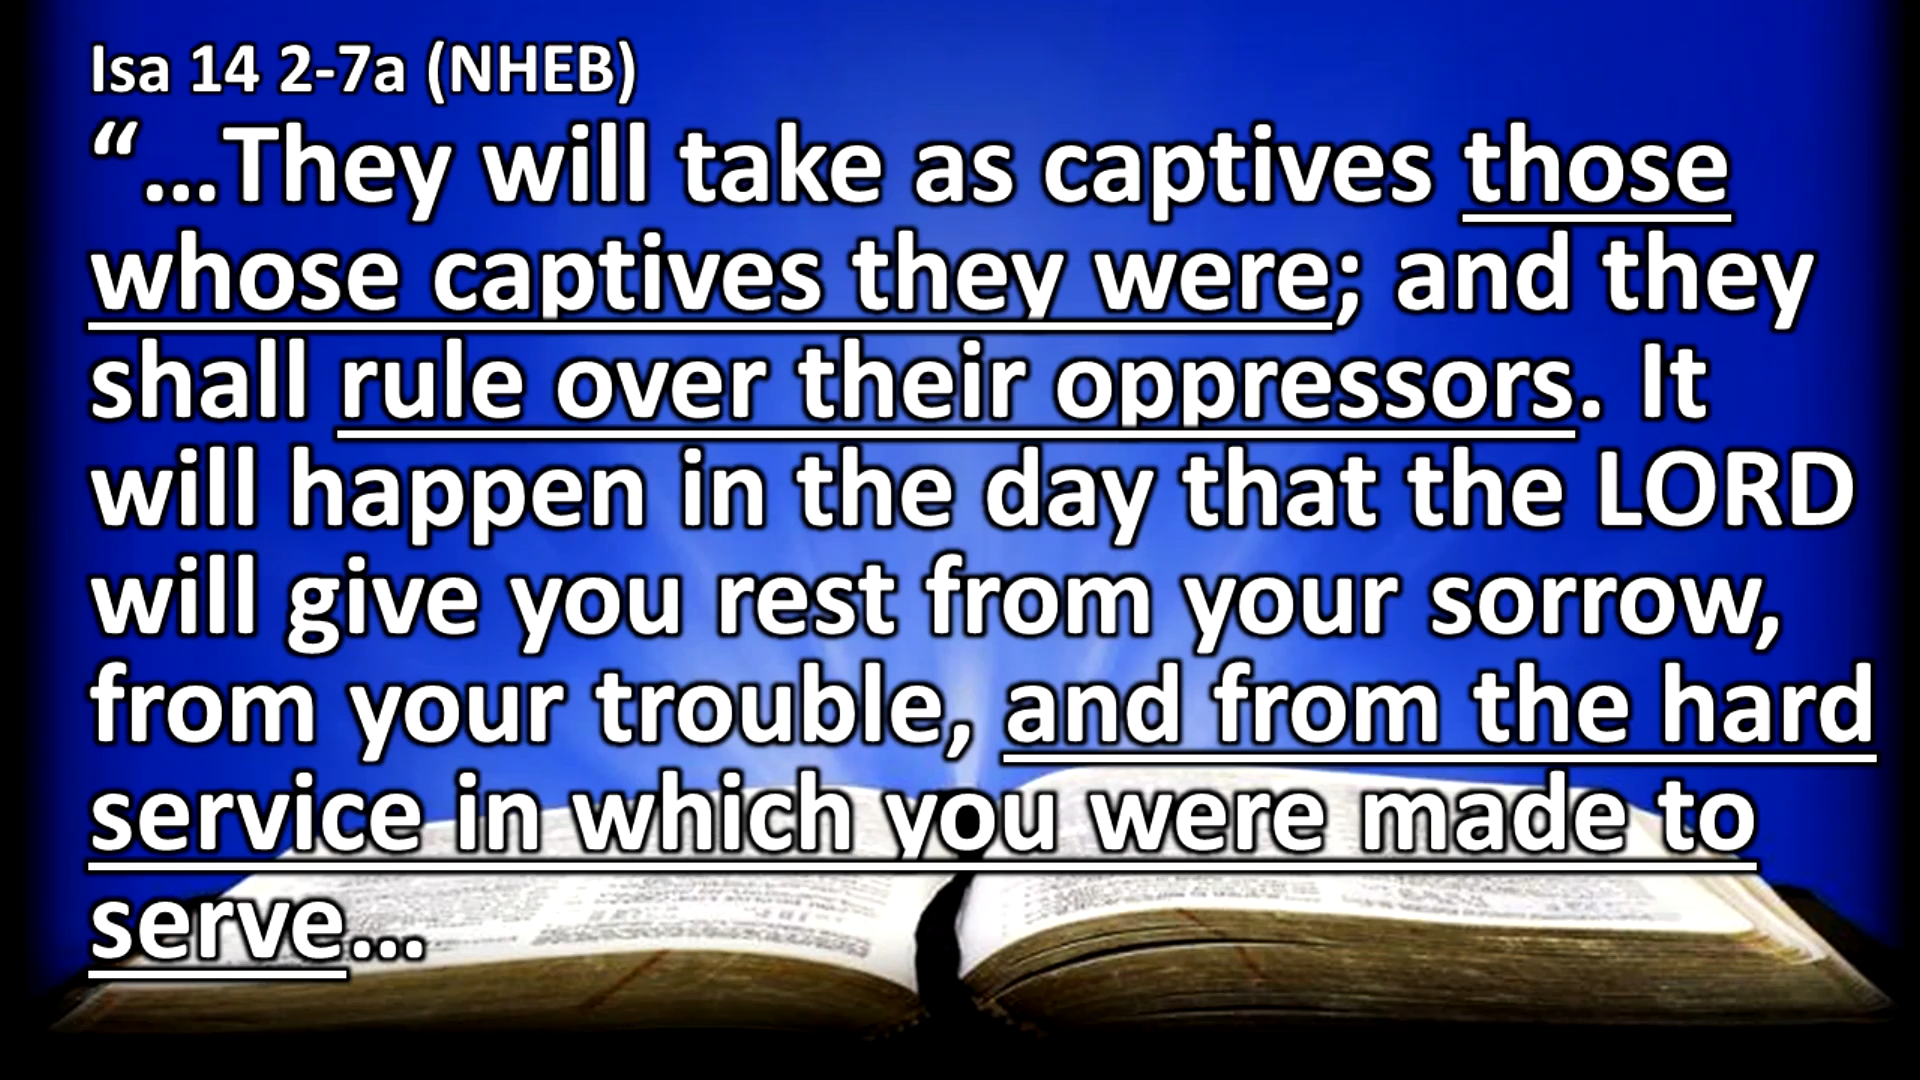 Isa 14 2-7a (NHEB)
“…They will take as captives those
whose captives they were; and they
shall rule over their oppressors. It
will happen in the day that the LORD
will give you rest from your sorrow,
from your trouble, and from the hard
service in which you were made to
serve…